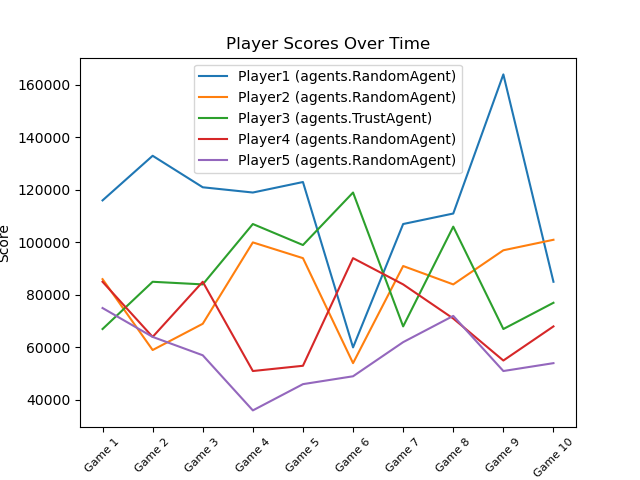 Player Scores Over Time
Player1 (agents.RandomAgent)
Player2 (agents.RandomAgent)
Player3 (agents.TrustAgent)
Player4 (agents.RandomAgent)
Player5 (agents.RandomAgent)
Score
160000
140000
120000
100000
80000
60000
40000
Game 1
Game 2
Game 3
Game 4
Game 5
Game 6
Game 7
Game 8
Game 9
Game 10